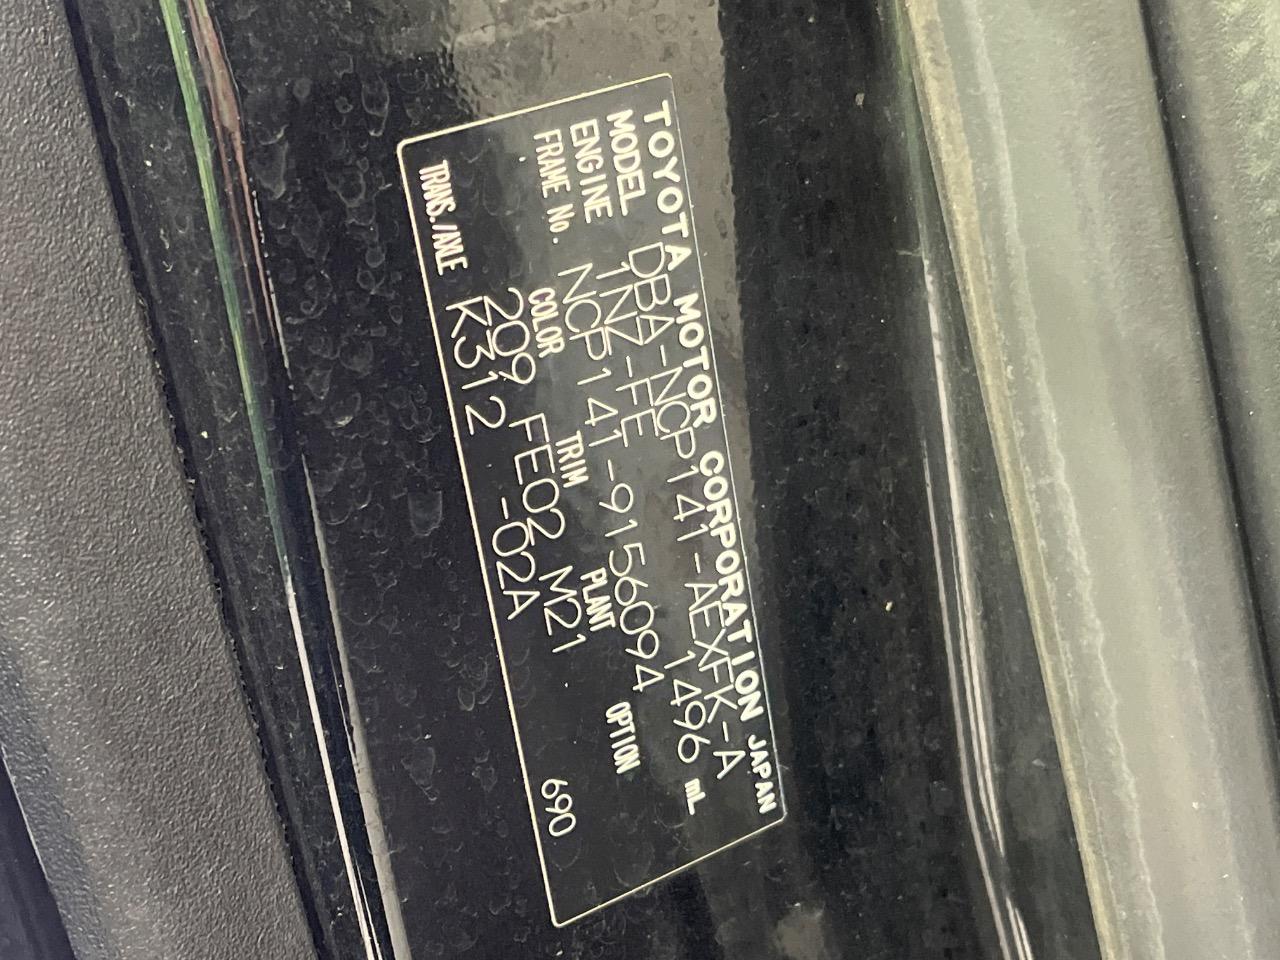 TOYOTA MOTOR CORPORATION JAPAN
MODEL DBA-NCP141-AEXFK-A
ENGINE 1NZ-FE 1496 mL
FRAME No. NCP141-9156094
COLOR TRIM PLANT OPTION
209 FE02 M21
TRANS./AXLE K312 -02A 690